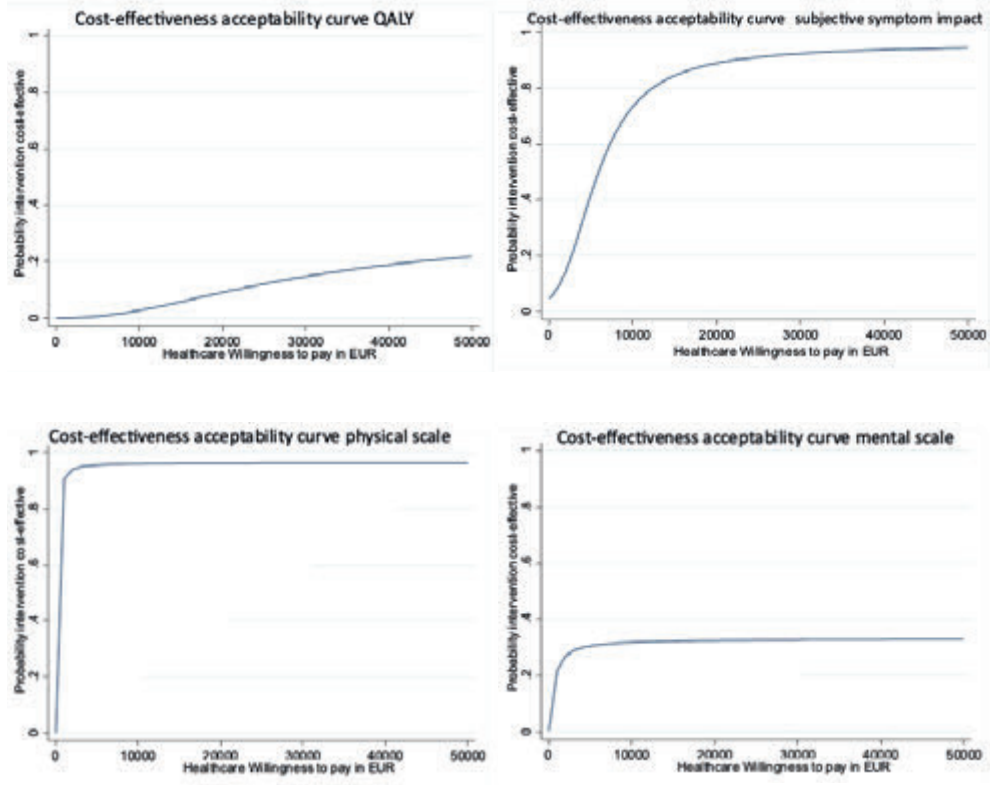 Cost-effectiveness acceptability curve QALY
Probability intervention cost-effective
1
.8
.6
.4
.2
0
0 10000 20000 30000 40000 50000
Healthcare Willingness to pay in EUR
Cost-effectiveness acceptability curve subjective symptom impact
Probability intervention cost-effective
1
.8
.6
.4
.2
0
0 10000 20000 30000 40000 50000
Healthcare Willingness to pay in EUR
Cost-effectiveness acceptability curve physical scale
Probability intervention cost-effective
1
.8
.6
.4
.2
0
0 10000 20000 30000 40000 50000
Healthcare Willingness to pay in EUR
Cost-effectiveness acceptability curve mental scale
Probability intervention cost-effective
1
.8
.6
.4
.2
0
0 10000 20000 30000 40000 50000
Healthcare Willingness to pay in EUR